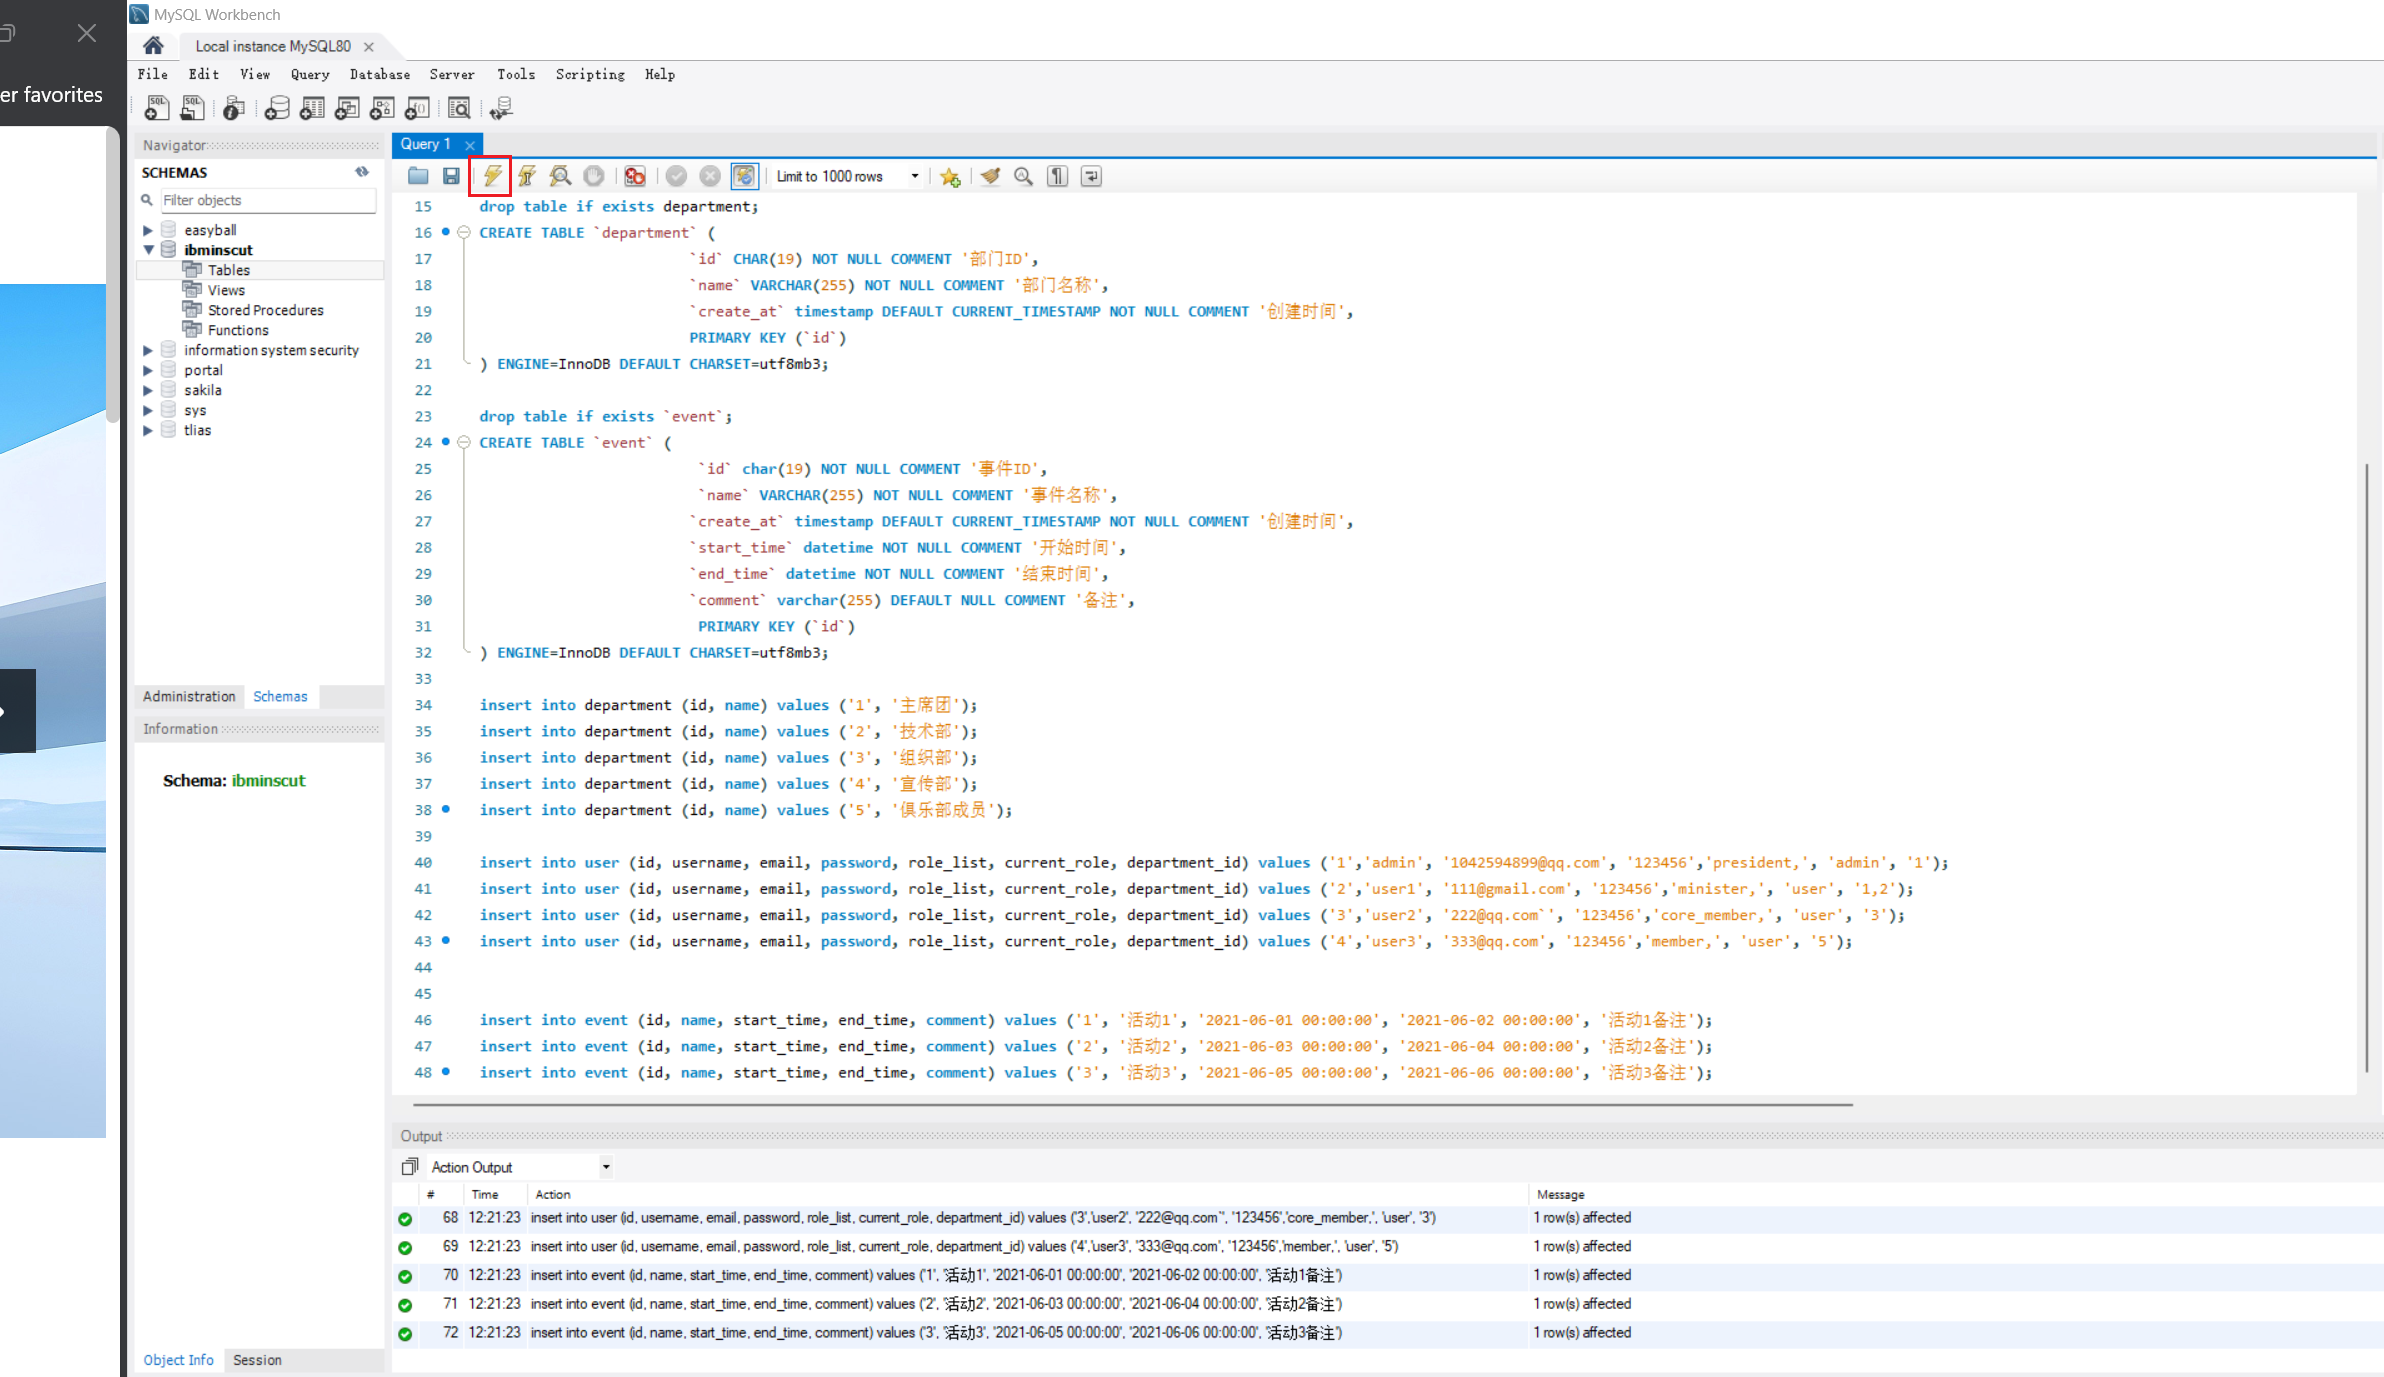 MySQL Workbench
Local instance MySQL80
File Edit View Query Database Server Tools Scripting Help
er favorites
Navigator
SCHEMAS
Filter objects
easyball
ibminscut
Tables
Views
Stored Procedures
Functions
information system security
portal
sakila
sys
tlias
Administration Schemas
Information
Schema: ibminscut
Object Info Session
Query 1
Limit to 1000 rows
15 drop table if exists department;
16 CREATE TABLE `department` (
17 `id` CHAR(19) NOT NULL COMMENT '部门ID',
18 `name` VARCHAR(255) NOT NULL COMMENT '部门名称',
19 `create_at` timestamp DEFAULT CURRENT_TIMESTAMP NOT NULL COMMENT '创建时间',
20 PRIMARY KEY (`id`)
21 ) ENGINE=InnoDB DEFAULT CHARSET=utf8mb3;
22
23 drop table if exists `event`;
24 CREATE TABLE `event` (
25 `id` char(19) NOT NULL COMMENT '事件ID',
26 `name` VARCHAR(255) NOT NULL COMMENT '事件名称',
27 `create_at` timestamp DEFAULT CURRENT_TIMESTAMP NOT NULL COMMENT '创建时间',
28 `start_time` datetime NOT NULL COMMENT '开始时间',
29 `end_time` datetime NOT NULL COMMENT '结束时间',
30 `comment` varchar(255) DEFAULT NULL COMMENT '备注',
31 PRIMARY KEY (`id`)
32 ) ENGINE=InnoDB DEFAULT CHARSET=utf8mb3;
33
34 insert into department (id, name) values ('1', '主席团');
35 insert into department (id, name) values ('2', '技术部');
36 insert into department (id, name) values ('3', '组织部');
37 insert into department (id, name) values ('4', '宣传部');
38 insert into department (id, name) values ('5', '俱乐部成员');
39
40 insert into user (id, username, email, password, role_list, current_role, department_id) values ('1','admin', '1042594899@qq.com', '123456','president,', 'admin', '1');
41 insert into user (id, username, email, password, role_list, current_role, department_id) values ('2','user1', '111@gmail.com', '123456','minister,', 'user', '1,2');
42 insert into user (id, username, email, password, role_list, current_role, department_id) values ('3','user2', '222@qq.com`', '123456','core_member,', 'user', '3');
43 insert into user (id, username, email, password, role_list, current_role, department_id) values ('4','user3', '333@qq.com', '123456','member,', 'user', '5');
44
45
46 insert into event (id, name, start_time, end_time, comment) values ('1', '活动1', '2021-06-01 00:00:00', '2021-06-02 00:00:00', '活动1备注');
47 insert into event (id, name, start_time, end_time, comment) values ('2', '活动2', '2021-06-03 00:00:00', '2021-06-04 00:00:00', '活动2备注');
48 insert into event (id, name, start_time, end_time, comment) values ('3', '活动3', '2021-06-05 00:00:00', '2021-06-06 00:00:00', '活动3备注');
Output
Action Output
# Time Action Message
68 12:21:23 insert into user (id, username, email, password, role_list, current_role, department_id) values ('3','user2', '222@qq.com`', '123456','core_member,', 'user', '3') 1 row(s) affected
69 12:21:23 insert into user (id, username, email, password, role_list, current_role, department_id) values ('4','user3', '333@qq.com', '123456','member,', 'user', '5') 1 row(s) affected
70 12:21:23 insert into event (id, name, start_time, end_time, comment) values ('1', '活动1', '2021-06-01 00:00:00', '2021-06-02 00:00:00', '活动1备注') 1 row(s) affected
71 12:21:23 insert into event (id, name, start_time, end_time, comment) values ('2', '活动2', '2021-06-03 00:00:00', '2021-06-04 00:00:00', '活动2备注') 1 row(s) affected
72 12:21:23 insert into event (id, name, start_time, end_time, comment) values ('3', '活动3', '2021-06-05 00:00:00', '2021-06-06 00:00:00', '活动3备注') 1 row(s) affected